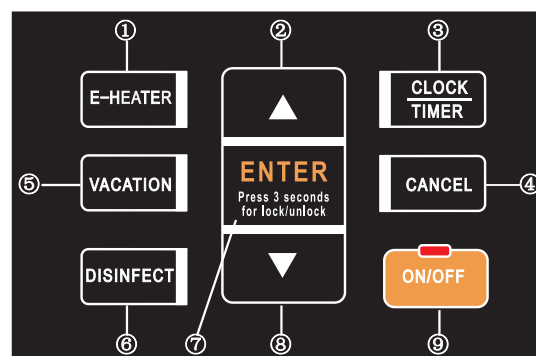 ① ② ③
E-HEATER
CLOCK
TIMER
⑤ VACATION
ENTER
Press 3 seconds
for lock/unlock
CANCEL ④
DISINFECT
ON/OFF
⑥ ⑦ ⑧ ⑨